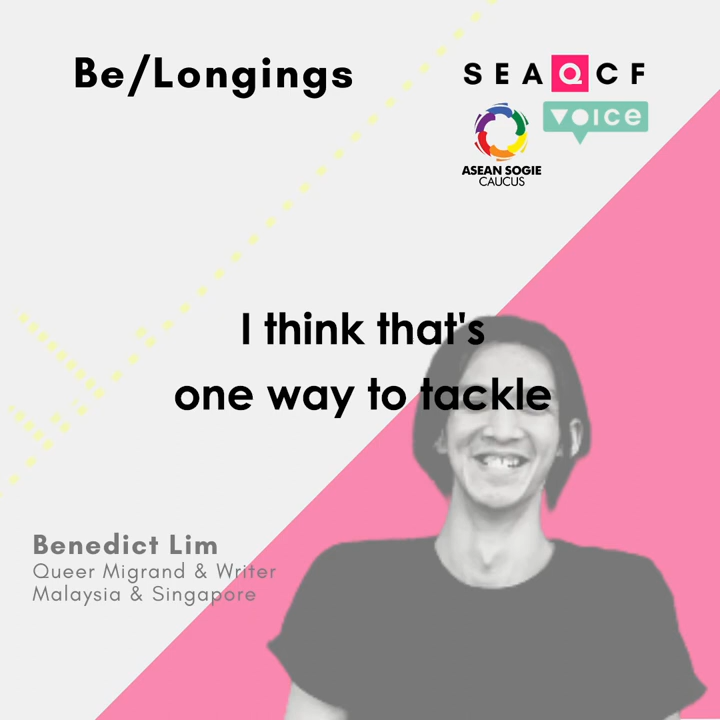 Be/Longings
SEAQCF
voice
ASEAN SOGIE
CAUCUS
I think that's
one way to tackle
Benedict Lim
Queer Migrand & Writer
Malaysia & Singapore